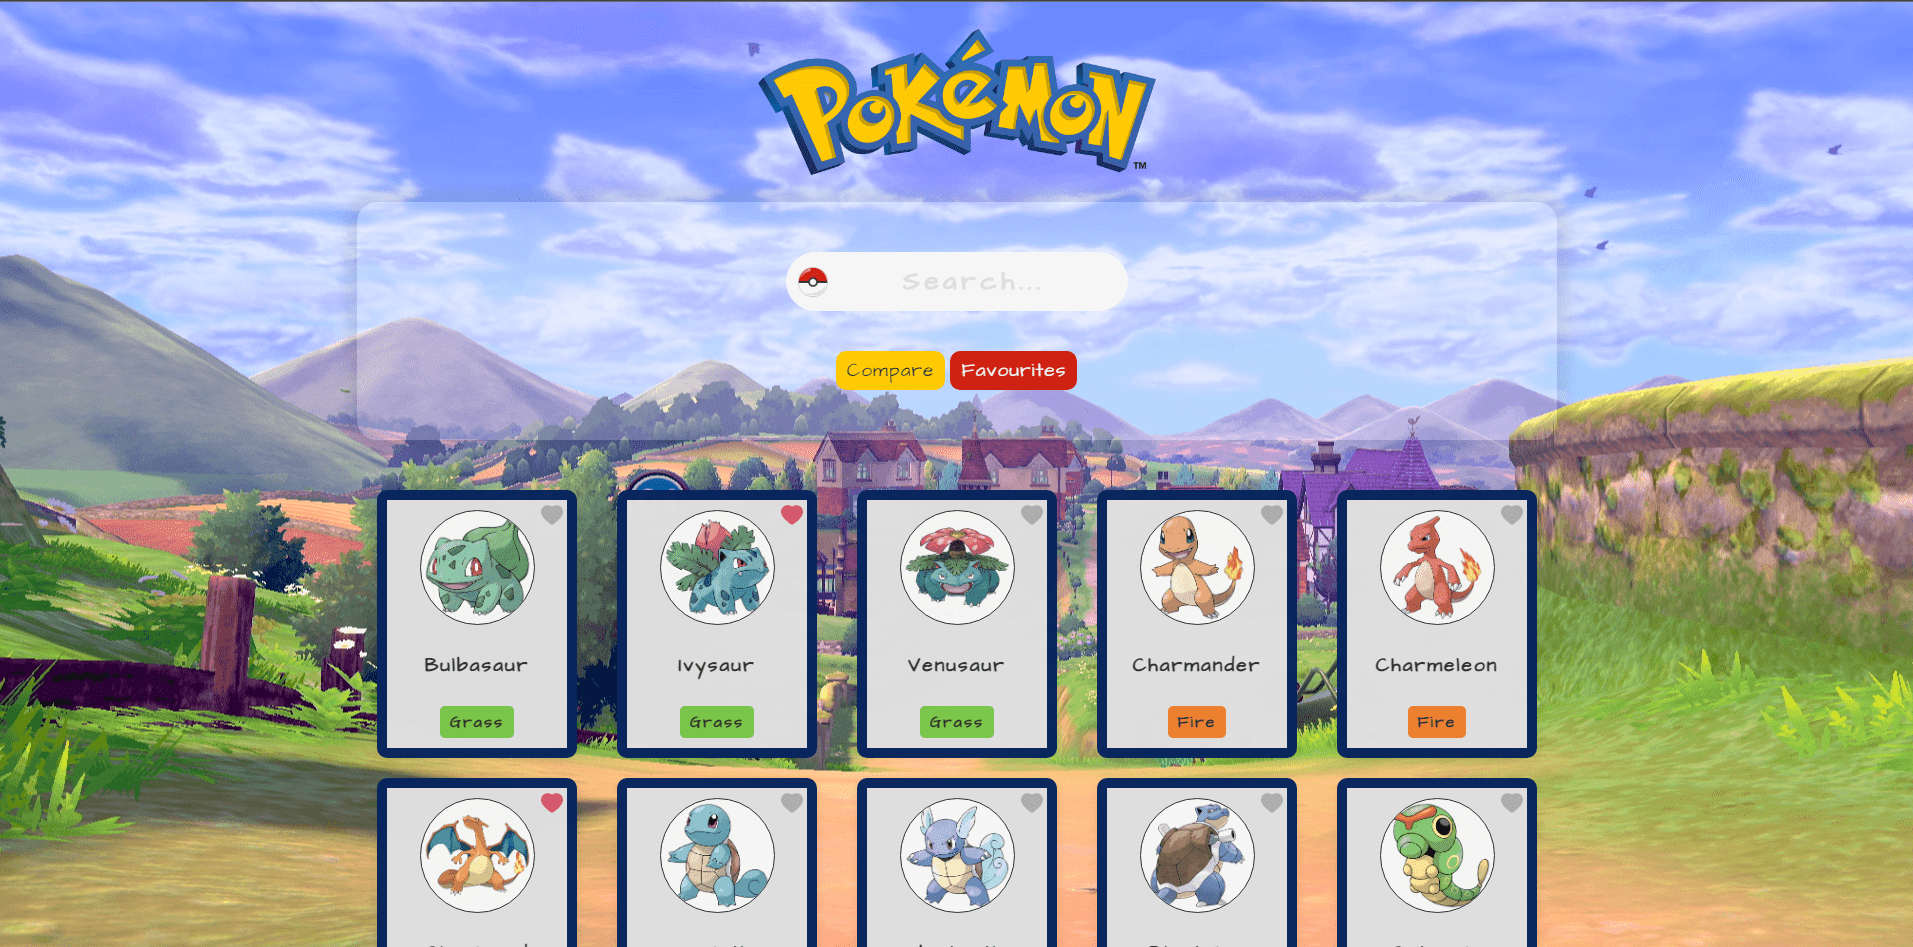 POKéMON
TM
Search...
Compare Favourites
Bulbasaur Ivysaur Venusaur Charmander Charmeleon
Grass Grass Grass Fire Fire